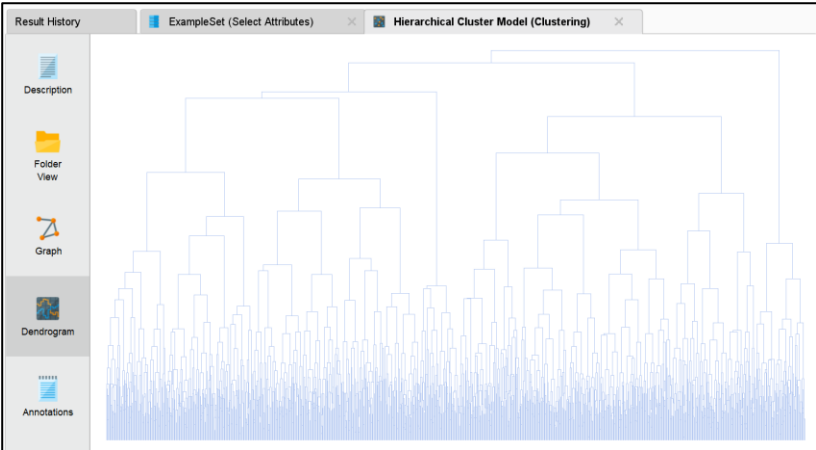 Result History
ExampleSet (Select Attributes)
Hierarchical Cluster Model (Clustering)
Description
Folder
View
Graph
Dendrogram
Annotations